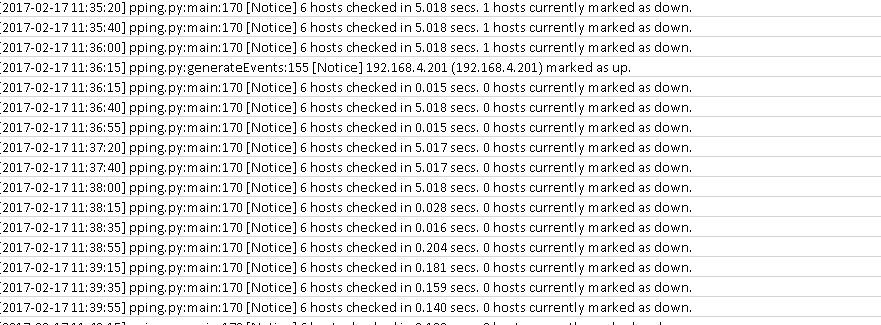 [2017-02-17 11:35:20] pping.py:main:170 [Notice] 6 hosts checked in 5.018 secs. 1 hosts currently marked as down.
[2017-02-17 11:35:40] pping.py:main:170 [Notice] 6 hosts checked in 5.018 secs. 1 hosts currently marked as down.
[2017-02-17 11:36:00] pping.py:main:170 [Notice] 6 hosts checked in 5.018 secs. 1 hosts currently marked as down.
[2017-02-17 11:36:15] pping.py:generateEvents:155 [Notice] 192.168.4.201 (192.168.4.201) marked as up.
[2017-02-17 11:36:15] pping.py:main:170 [Notice] 6 hosts checked in 0.015 secs. 0 hosts currently marked as down.
[2017-02-17 11:36:40] pping.py:main:170 [Notice] 6 hosts checked in 5.018 secs. 0 hosts currently marked as down.
[2017-02-17 11:36:55] pping.py:main:170 [Notice] 6 hosts checked in 0.015 secs. 0 hosts currently marked as down.
[2017-02-17 11:37:20] pping.py:main:170 [Notice] 6 hosts checked in 5.017 secs. 0 hosts currently marked as down.
[2017-02-17 11:37:40] pping.py:main:170 [Notice] 6 hosts checked in 5.017 secs. 0 hosts currently marked as down.
[2017-02-17 11:38:00] pping.py:main:170 [Notice] 6 hosts checked in 5.018 secs. 0 hosts currently marked as down.
[2017-02-17 11:38:15] pping.py:main:170 [Notice] 6 hosts checked in 0.028 secs. 0 hosts currently marked as down.
[2017-02-17 11:38:35] pping.py:main:170 [Notice] 6 hosts checked in 0.016 secs. 0 hosts currently marked as down.
[2017-02-17 11:38:55] pping.py:main:170 [Notice] 6 hosts checked in 0.204 secs. 0 hosts currently marked as down.
[2017-02-17 11:39:15] pping.py:main:170 [Notice] 6 hosts checked in 0.181 secs. 0 hosts currently marked as down.
[2017-02-17 11:39:35] pping.py:main:170 [Notice] 6 hosts checked in 0.159 secs. 0 hosts currently marked as down.
[2017-02-17 11:39:55] pping.py:main:170 [Notice] 6 hosts checked in 0.140 secs. 0 hosts currently marked as down.